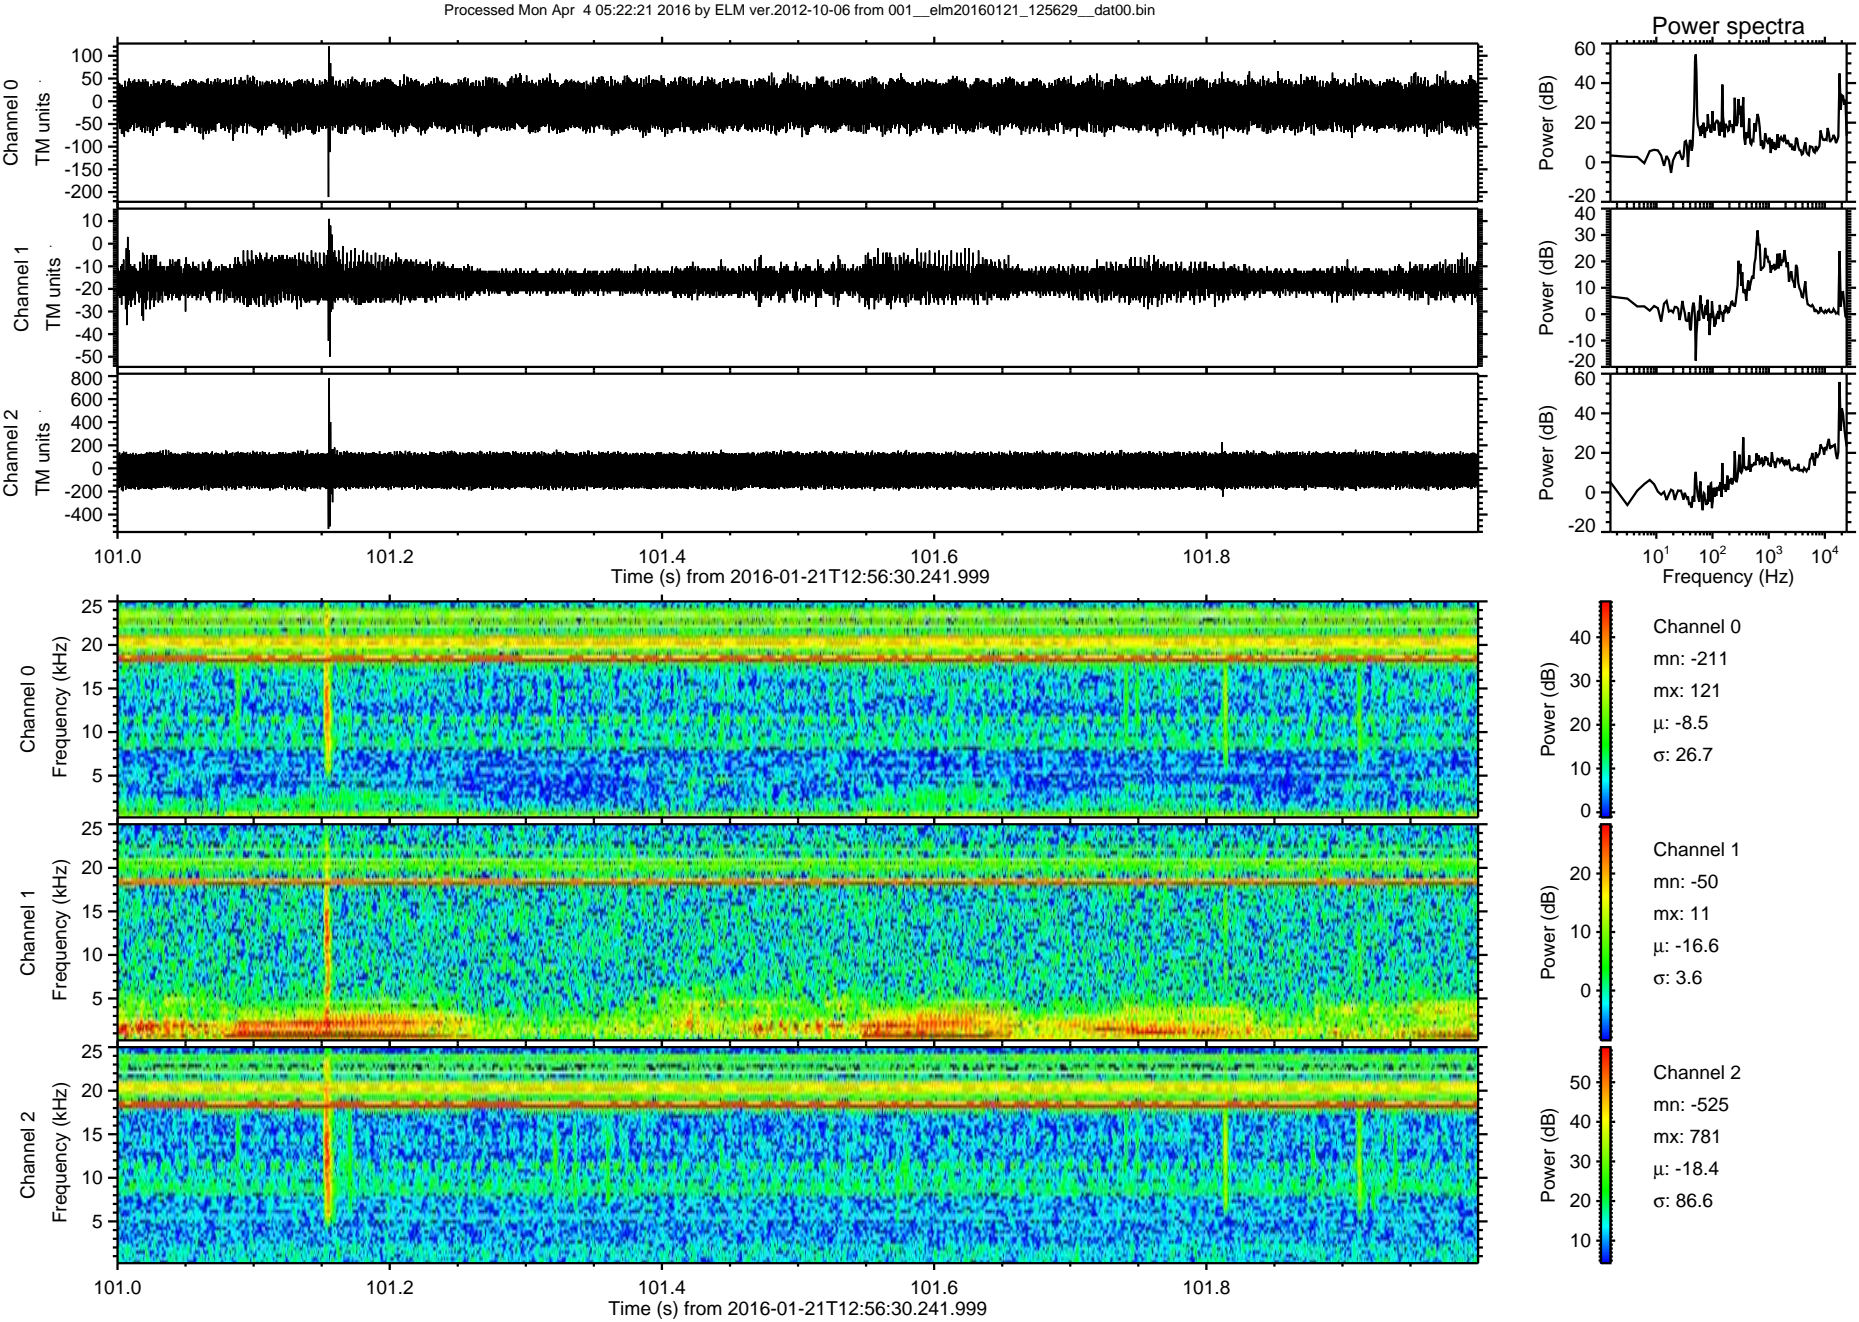 Processed Mon Apr 4 05:22:21 2016 by ELM ver.2012-10-06 from 001__elm20160121_125629__dat00.bin
Power spectra
Channel 0
TM units
100
50
0
-50
-100
-150
-200
Power (dB)
60
40
20
0
-20
Channel 1
TM units
10
0
-10
-20
-30
-40
-50
Power (dB)
40
30
20
10
0
-10
-20
Channel 2
TM units
800
600
400
200
0
-200
-400
Power (dB)
60
40
20
0
-20
101.0 101.2 101.4 101.6 101.8
Time (s) from 2016-01-21T12:56:30.241.999
10¹ 10² 10³ 10⁴
Frequency (Hz)
Channel 0
Frequency (kHz)
25
20
15
10
5
Power (dB)
40
30
20
10
0
Channel 0
mn: -211
mx: 121
μ: -8.5
σ: 26.7
Channel 1
Frequency (kHz)
25
20
15
10
5
Power (dB)
20
10
0
Channel 1
mn: -50
mx: 11
μ: -16.6
σ: 3.6
Channel 2
Frequency (kHz)
25
20
15
10
5
Power (dB)
50
40
30
20
10
Channel 2
mn: -525
mx: 781
μ: -18.4
σ: 86.6
101.0 101.2 101.4 101.6 101.8
Time (s) from 2016-01-21T12:56:30.241.999